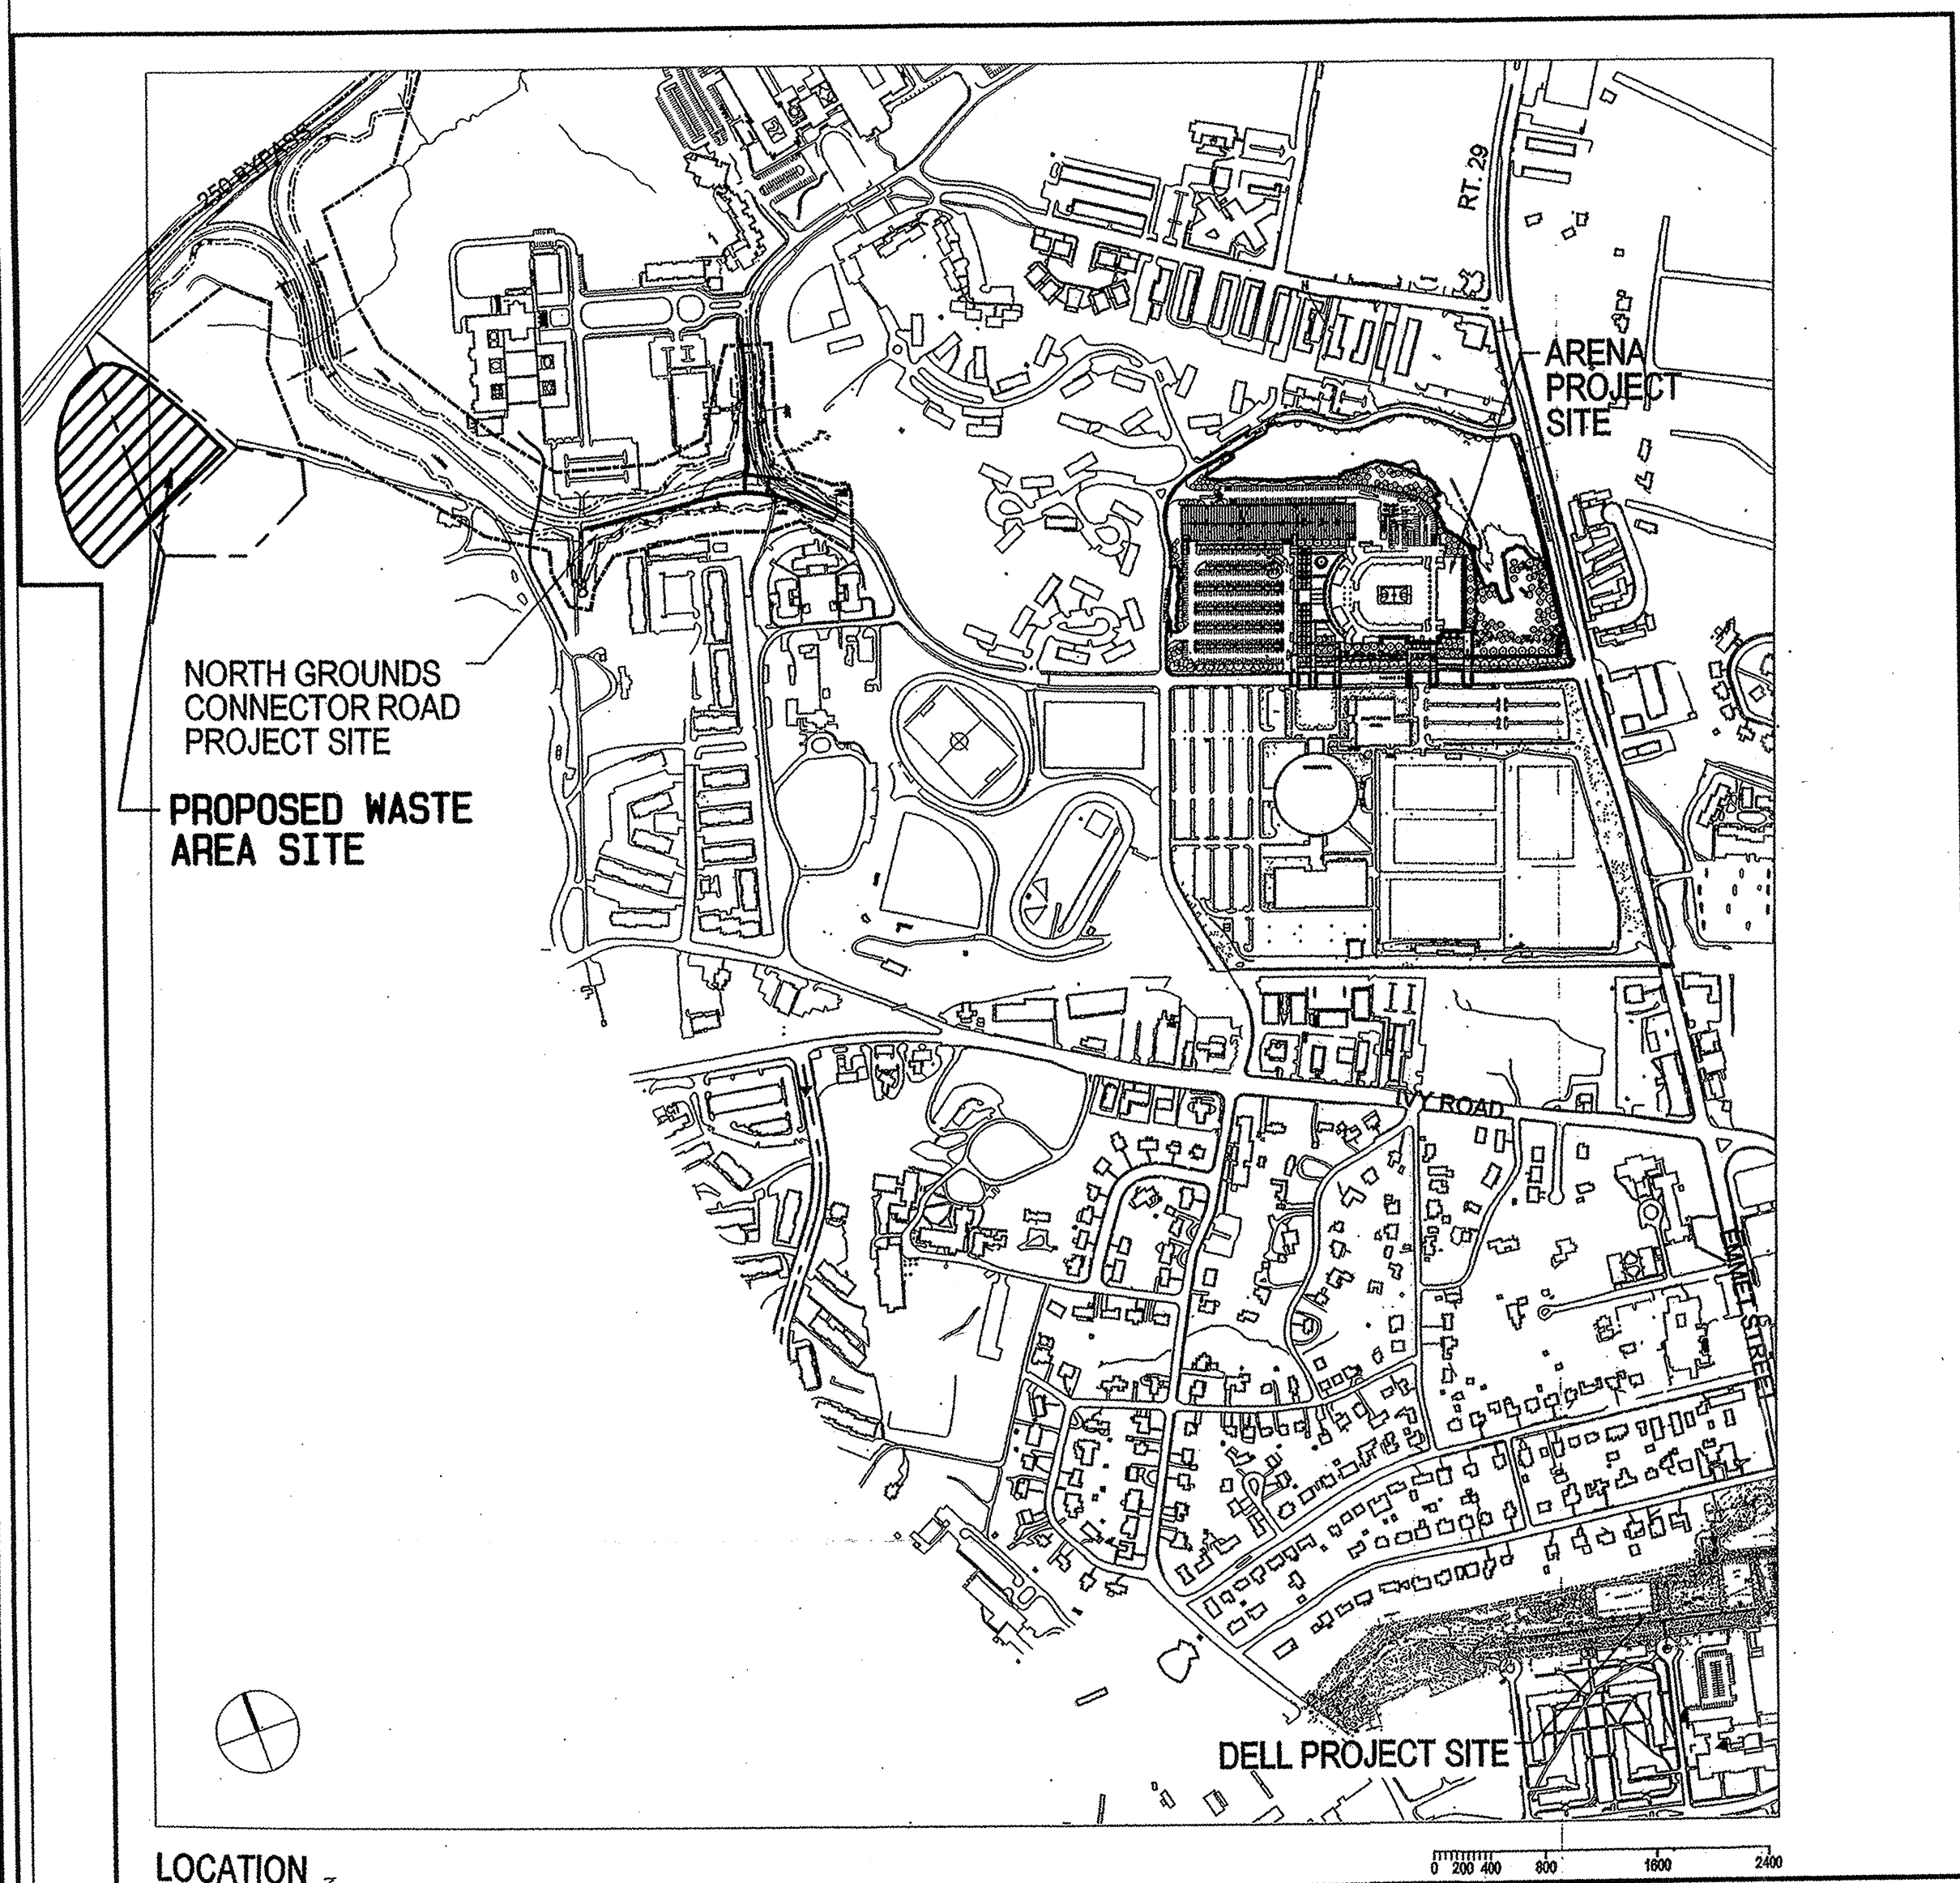 250 BYPASS
RT. 29
ARENA
PROJECT
SITE
NORTH GROUNDS
CONNECTOR ROAD
PROJECT SITE
PROPOSED WASTE
AREA SITE
IVY ROAD
EMMET STREET
DELL PROJECT SITE
LOCATION
0 200 400 800 1600 2400